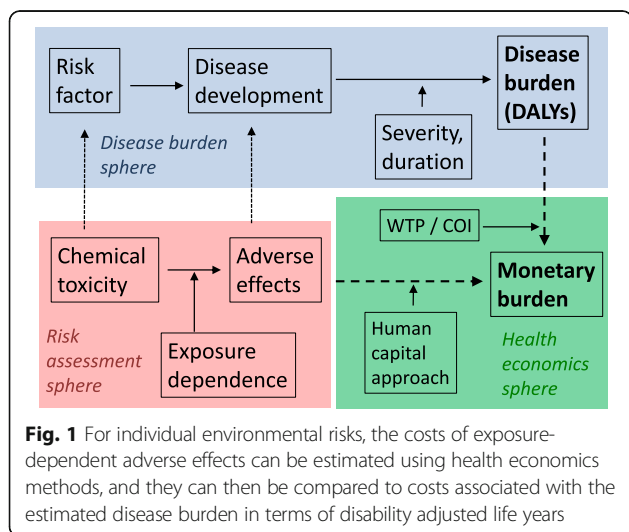 Risk
factor
Disease
development
Disease
burden
(DALYs)
Disease burden
sphere
Severity,
duration
WTP / COI
Chemical
toxicity
Adverse
effects
Monetary
burden
Risk
assessment
sphere
Exposure
dependence
Human
capital
approach
Health
economics
sphere
Fig. 1 For individual environmental risks, the costs of exposure-
dependent adverse effects can be estimated using health economics
methods, and they can then be compared to costs associated with the
estimated disease burden in terms of disability adjusted life years